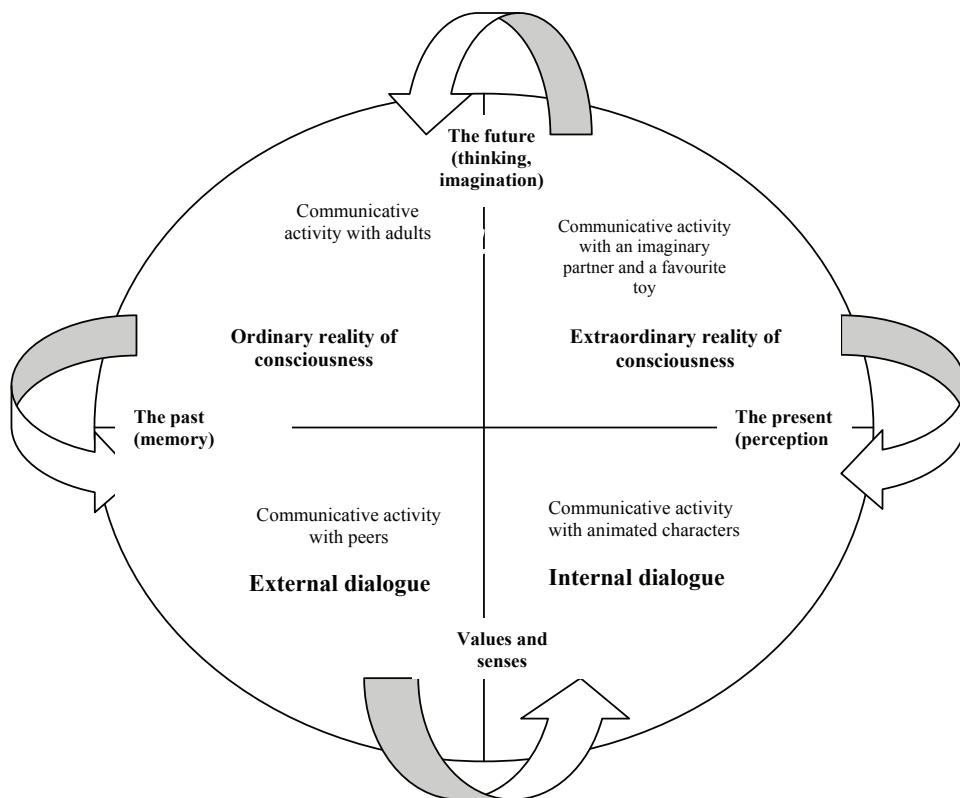 The future
(thinking,
imagination)
Communicative
activity with adults
Communicative activity
with an imaginary
partner and a favourite
toy
Ordinary reality of
consciousness
Extraordinary reality of
consciousness
The past
(memory)
The present
(perception
Communicative activity
with peers
Communicative activity
with animated characters
External dialogue
Internal dialogue
Values and
senses